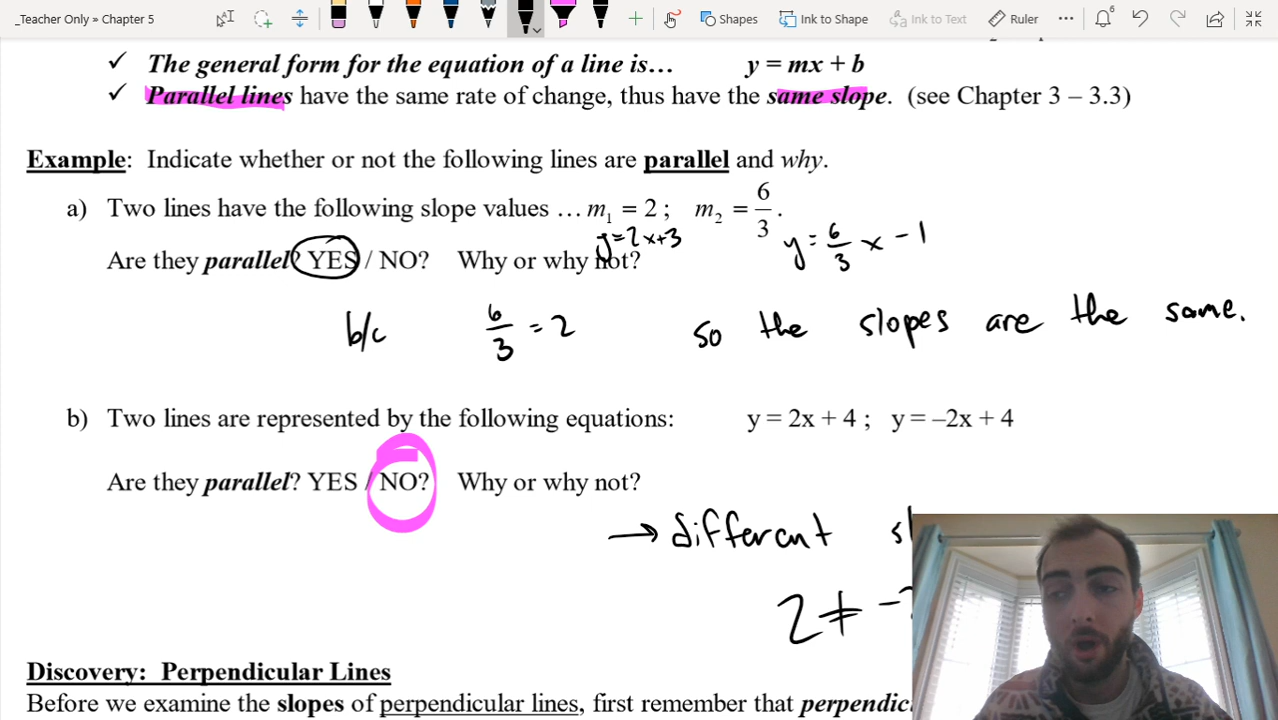 _Teacher Only » Chapter 5
Shapes Ink to Shape Ink to Text Ruler 6
✓ The general form for the equation of a line is… y = mx + b
✓ Parallel lines have the same rate of change, thus have the same slope. (see Chapter 3 – 3.3)
Example: Indicate whether or not the following lines are parallel and why.
a) Two lines have the following slope values … m₁ = 2 ; m₂ = 6/3 .
y=2x+3 y = 6/3 x - 1
Are they parallel? YES / NO? Why or why not?
b/c 6/3 = 2 so the slopes are the same.
b) Two lines are represented by the following equations: y = 2x + 4 ; y = –2x + 4
Are they parallel? YES / NO? Why or why not?
→ different
2 ≠
Discovery: Perpendicular Lines
Before we examine the slopes of perpendicular lines, first remember that